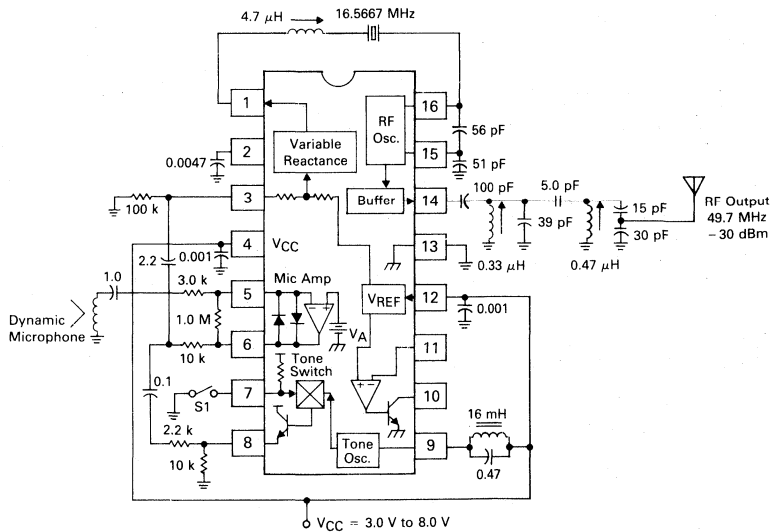 4.7 μH
16.5667 MHz
1
16
RF
Osc.
56 pF
Variable
Reactance
2
15
0.0047
51 pF
Buffer
14
100 pF
5.0 pF
3
100 k
39 pF
15 pF
30 pF
RF Output
49.7 MHz
−30 dBm
4
VCC
13
0.33 μH
0.47 μH
2.2
0.001
Mic Amp
1.0
3.0 k
5
VREF
12
0.001
Dynamic
Microphone
1.0 M
+
−
VA
10 k
6
11
Tone
Switch
0.1
7
S1
+ −
10
16 mH
2.2 k
8
Tone
Osc.
9
10 k
0.47
VCC = 3.0 V to 8.0 V